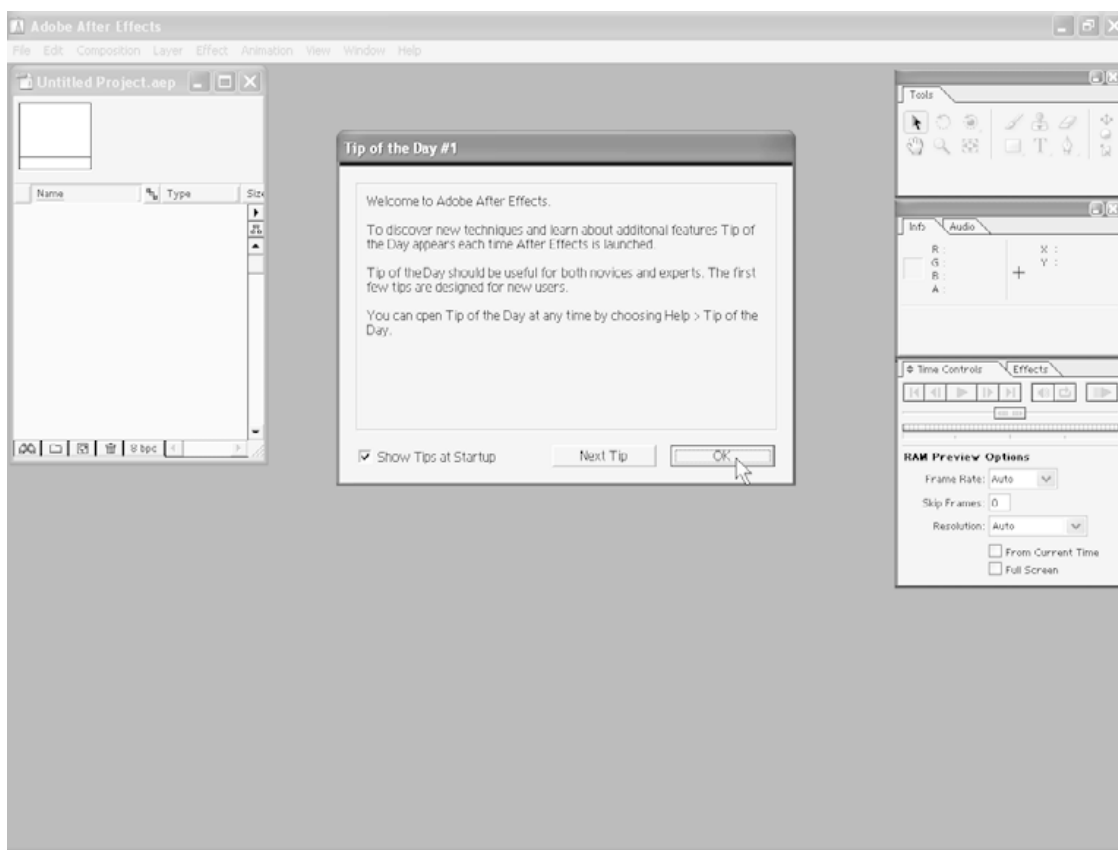 Adobe After Effects
File Edit Composition Layer Effect Animation View Window Help
Untitled Project.aep
Name Type Size
8 bpc
Tip of the Day #1
Welcome to Adobe After Effects.
To discover new techniques and learn about additonal features Tip of
the Day appears each time After Effects is launched.
Tip of the Day should be useful for both novices and experts. The first
few tips are designed for new users.
You can open Tip of the Day at any time by choosing Help > Tip of the
Day.
Show Tips at Startup
Next Tip
OK
Tools
T
Info Audio
R : X :
G : Y :
B :
A :
Time Controls Effects
RAM Preview Options
Frame Rate: Auto
Skip Frames: 0
Resolution: Auto
From Current Time
Full Screen